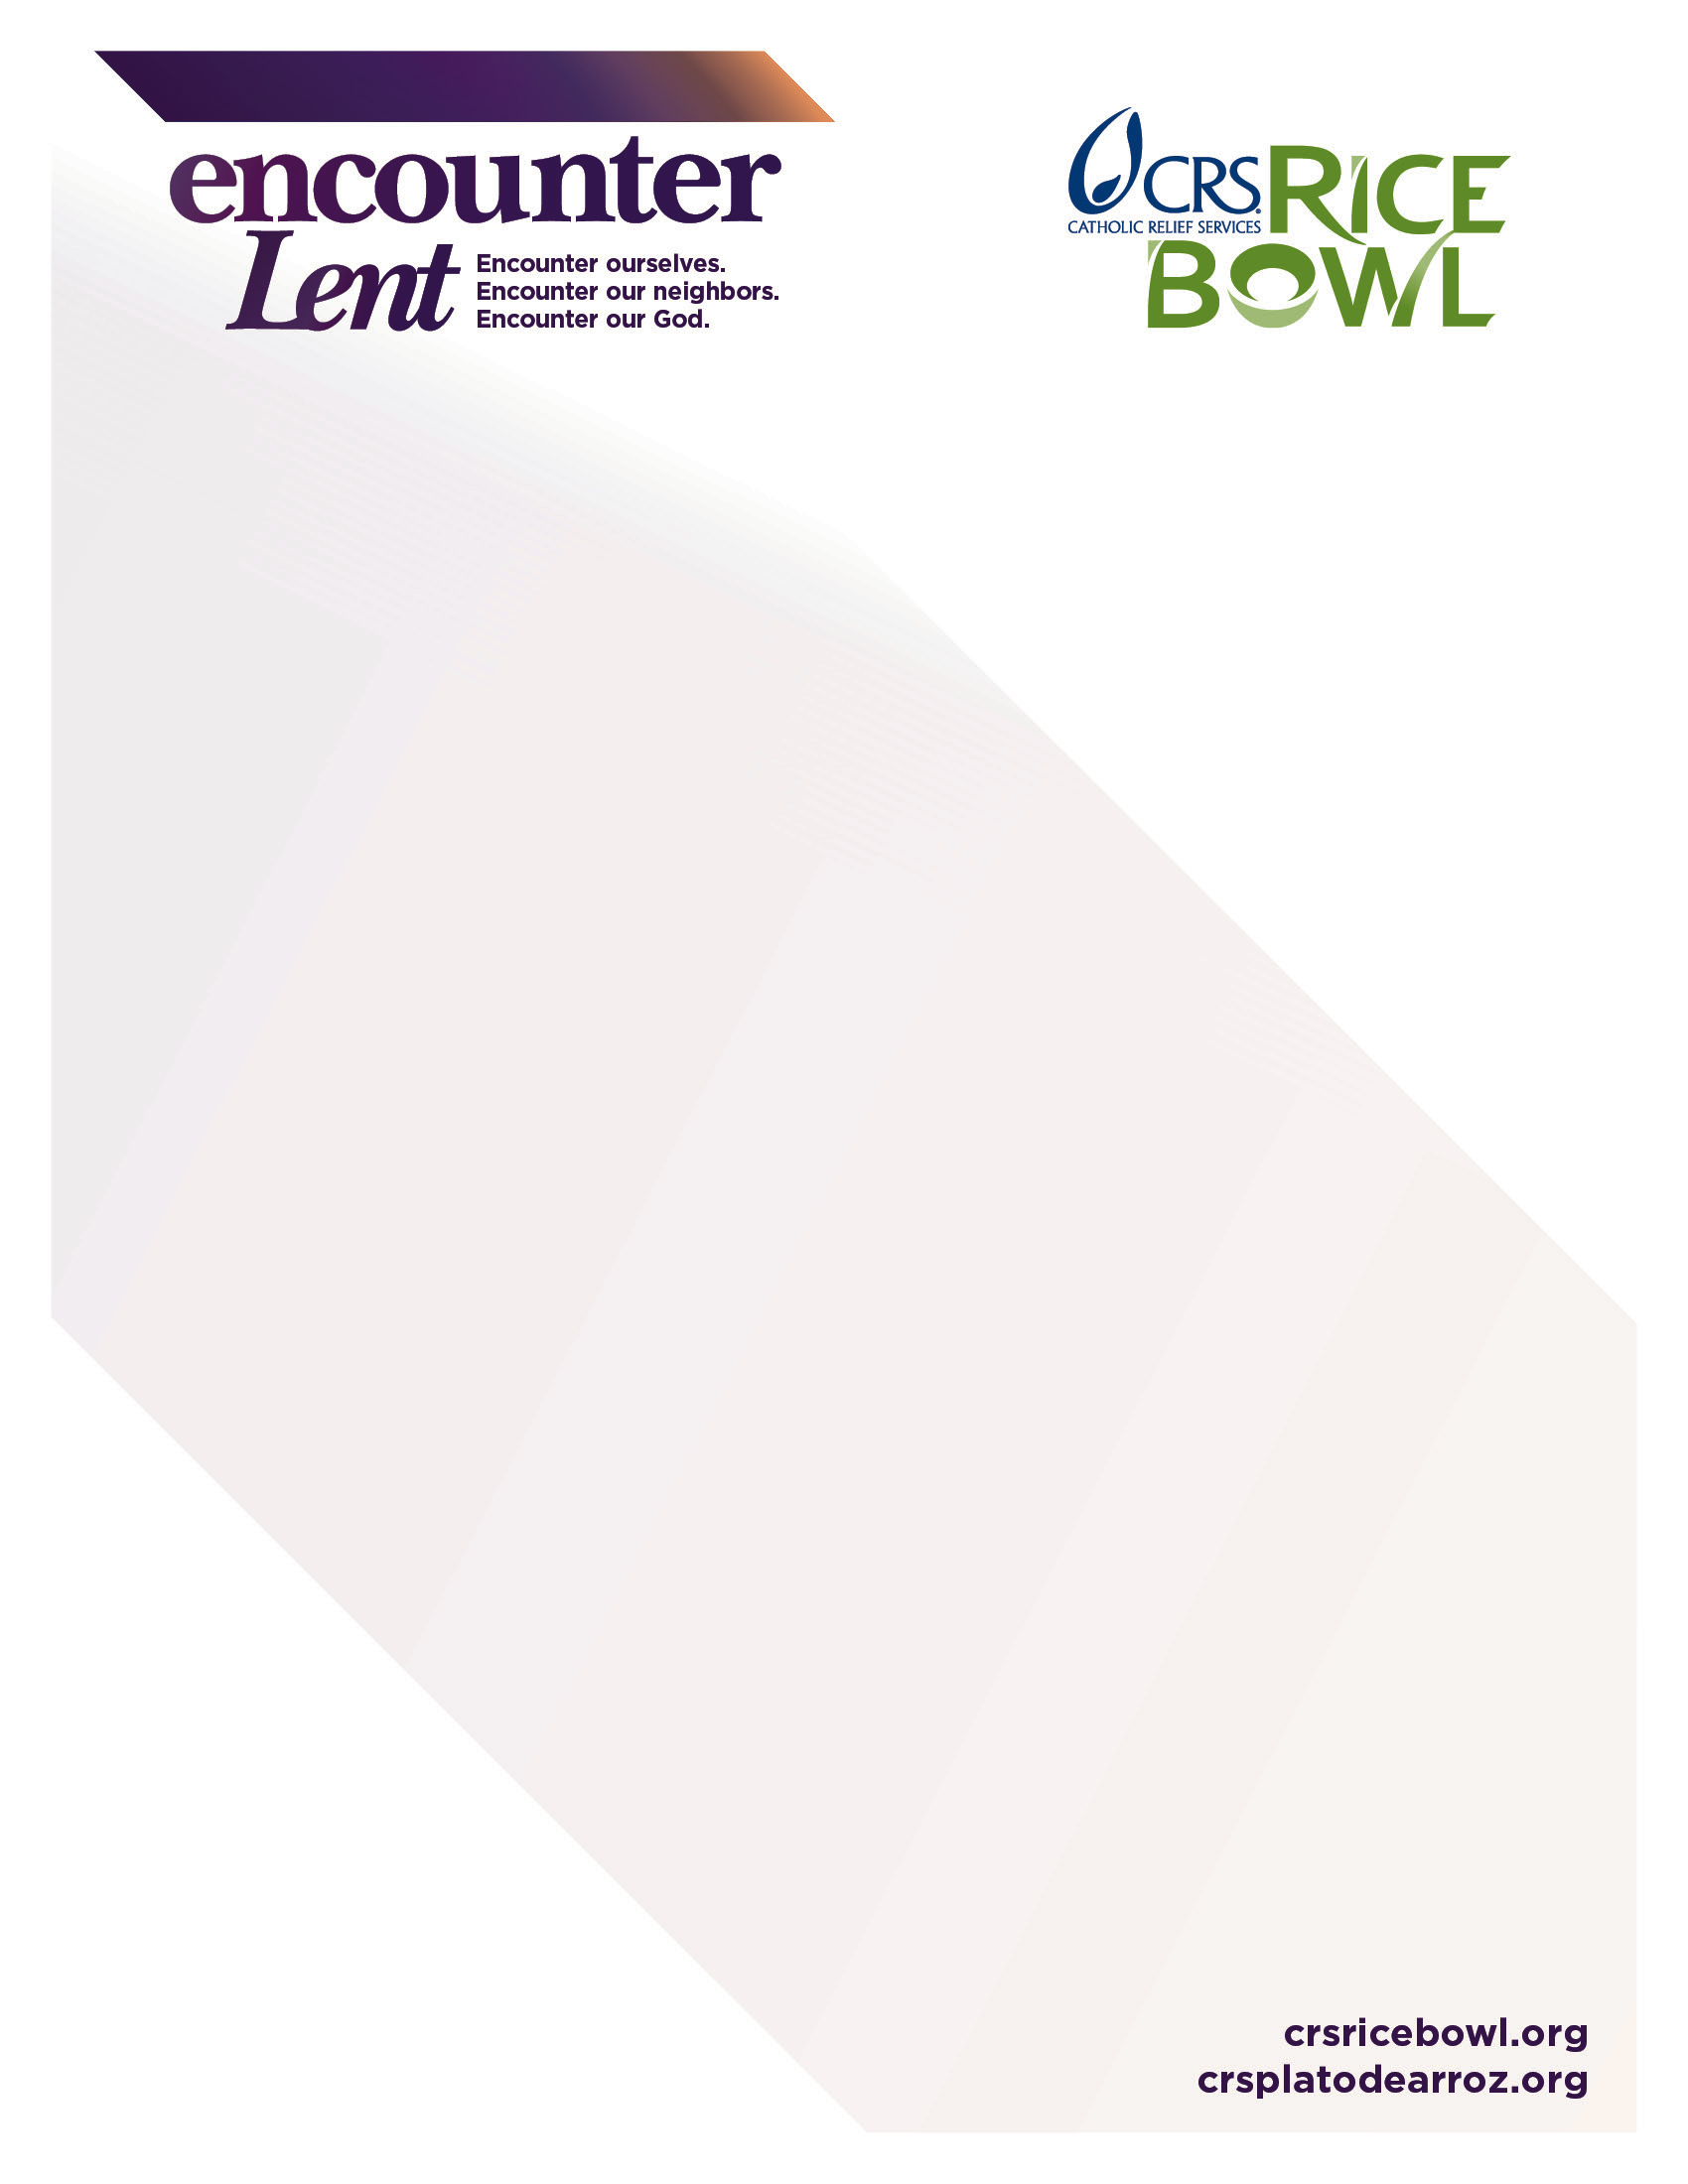 encounter
Lent
Encounter ourselves.
Encounter our neighbors.
Encounter our God.
CRS® RICE
CATHOLIC RELIEF SERVICES
BOWL
crsricebowl.org
crsplatodearroz.org